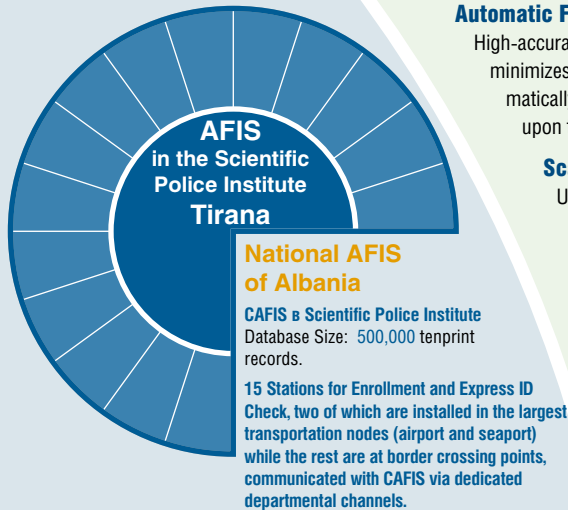 AFIS
in the Scientific
Police Institute
Tirana
National AFIS
of Albania
CAFIS в Scientific Police Institute
Database Size: 500,000 tenprint
records.
15 Stations for Enrollment and Express ID
Check, two of which are installed in the largest
transportation nodes (airport and seaport)
while the rest are at border crossing points,
communicated with CAFIS via dedicated
departmental channels.
Automatic
High-accura
minimizes
matically
upon